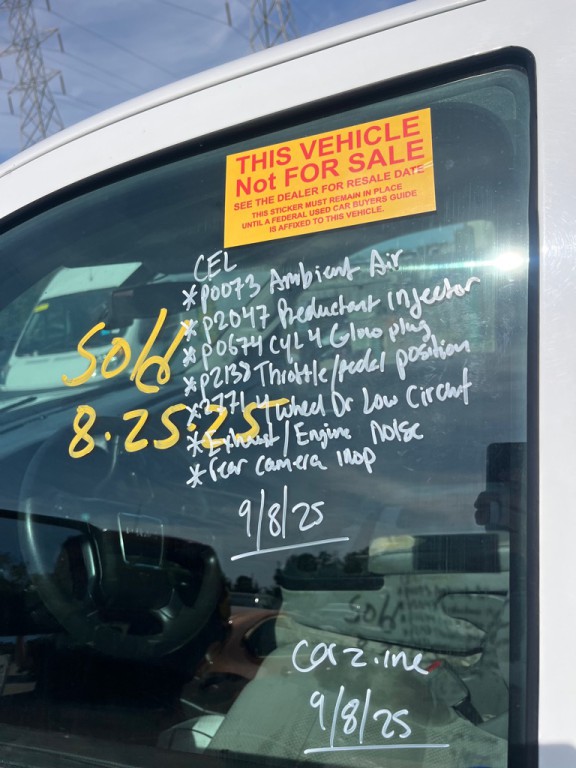 THIS VEHICLE
Not FOR SALE
SEE THE DEALER FOR RESALE DATE
THIS STICKER MUST REMAIN IN PLACE
UNTIL A FEDERAL USED CAR BUYERS GUIDE
IS AFFIXED TO THIS VEHICLE.
CEL
*P0073 Ambient Air
*P2047 Reductant injector
*P0674 CYL 4 Glow plug
*P2138 Throttle/pedal position
4 Wheel Dr Low Circuit
*Exhaust/Engine Noise
*rear camera inop
Sold
8.25.25
9/8/25
9/8/25
Sold